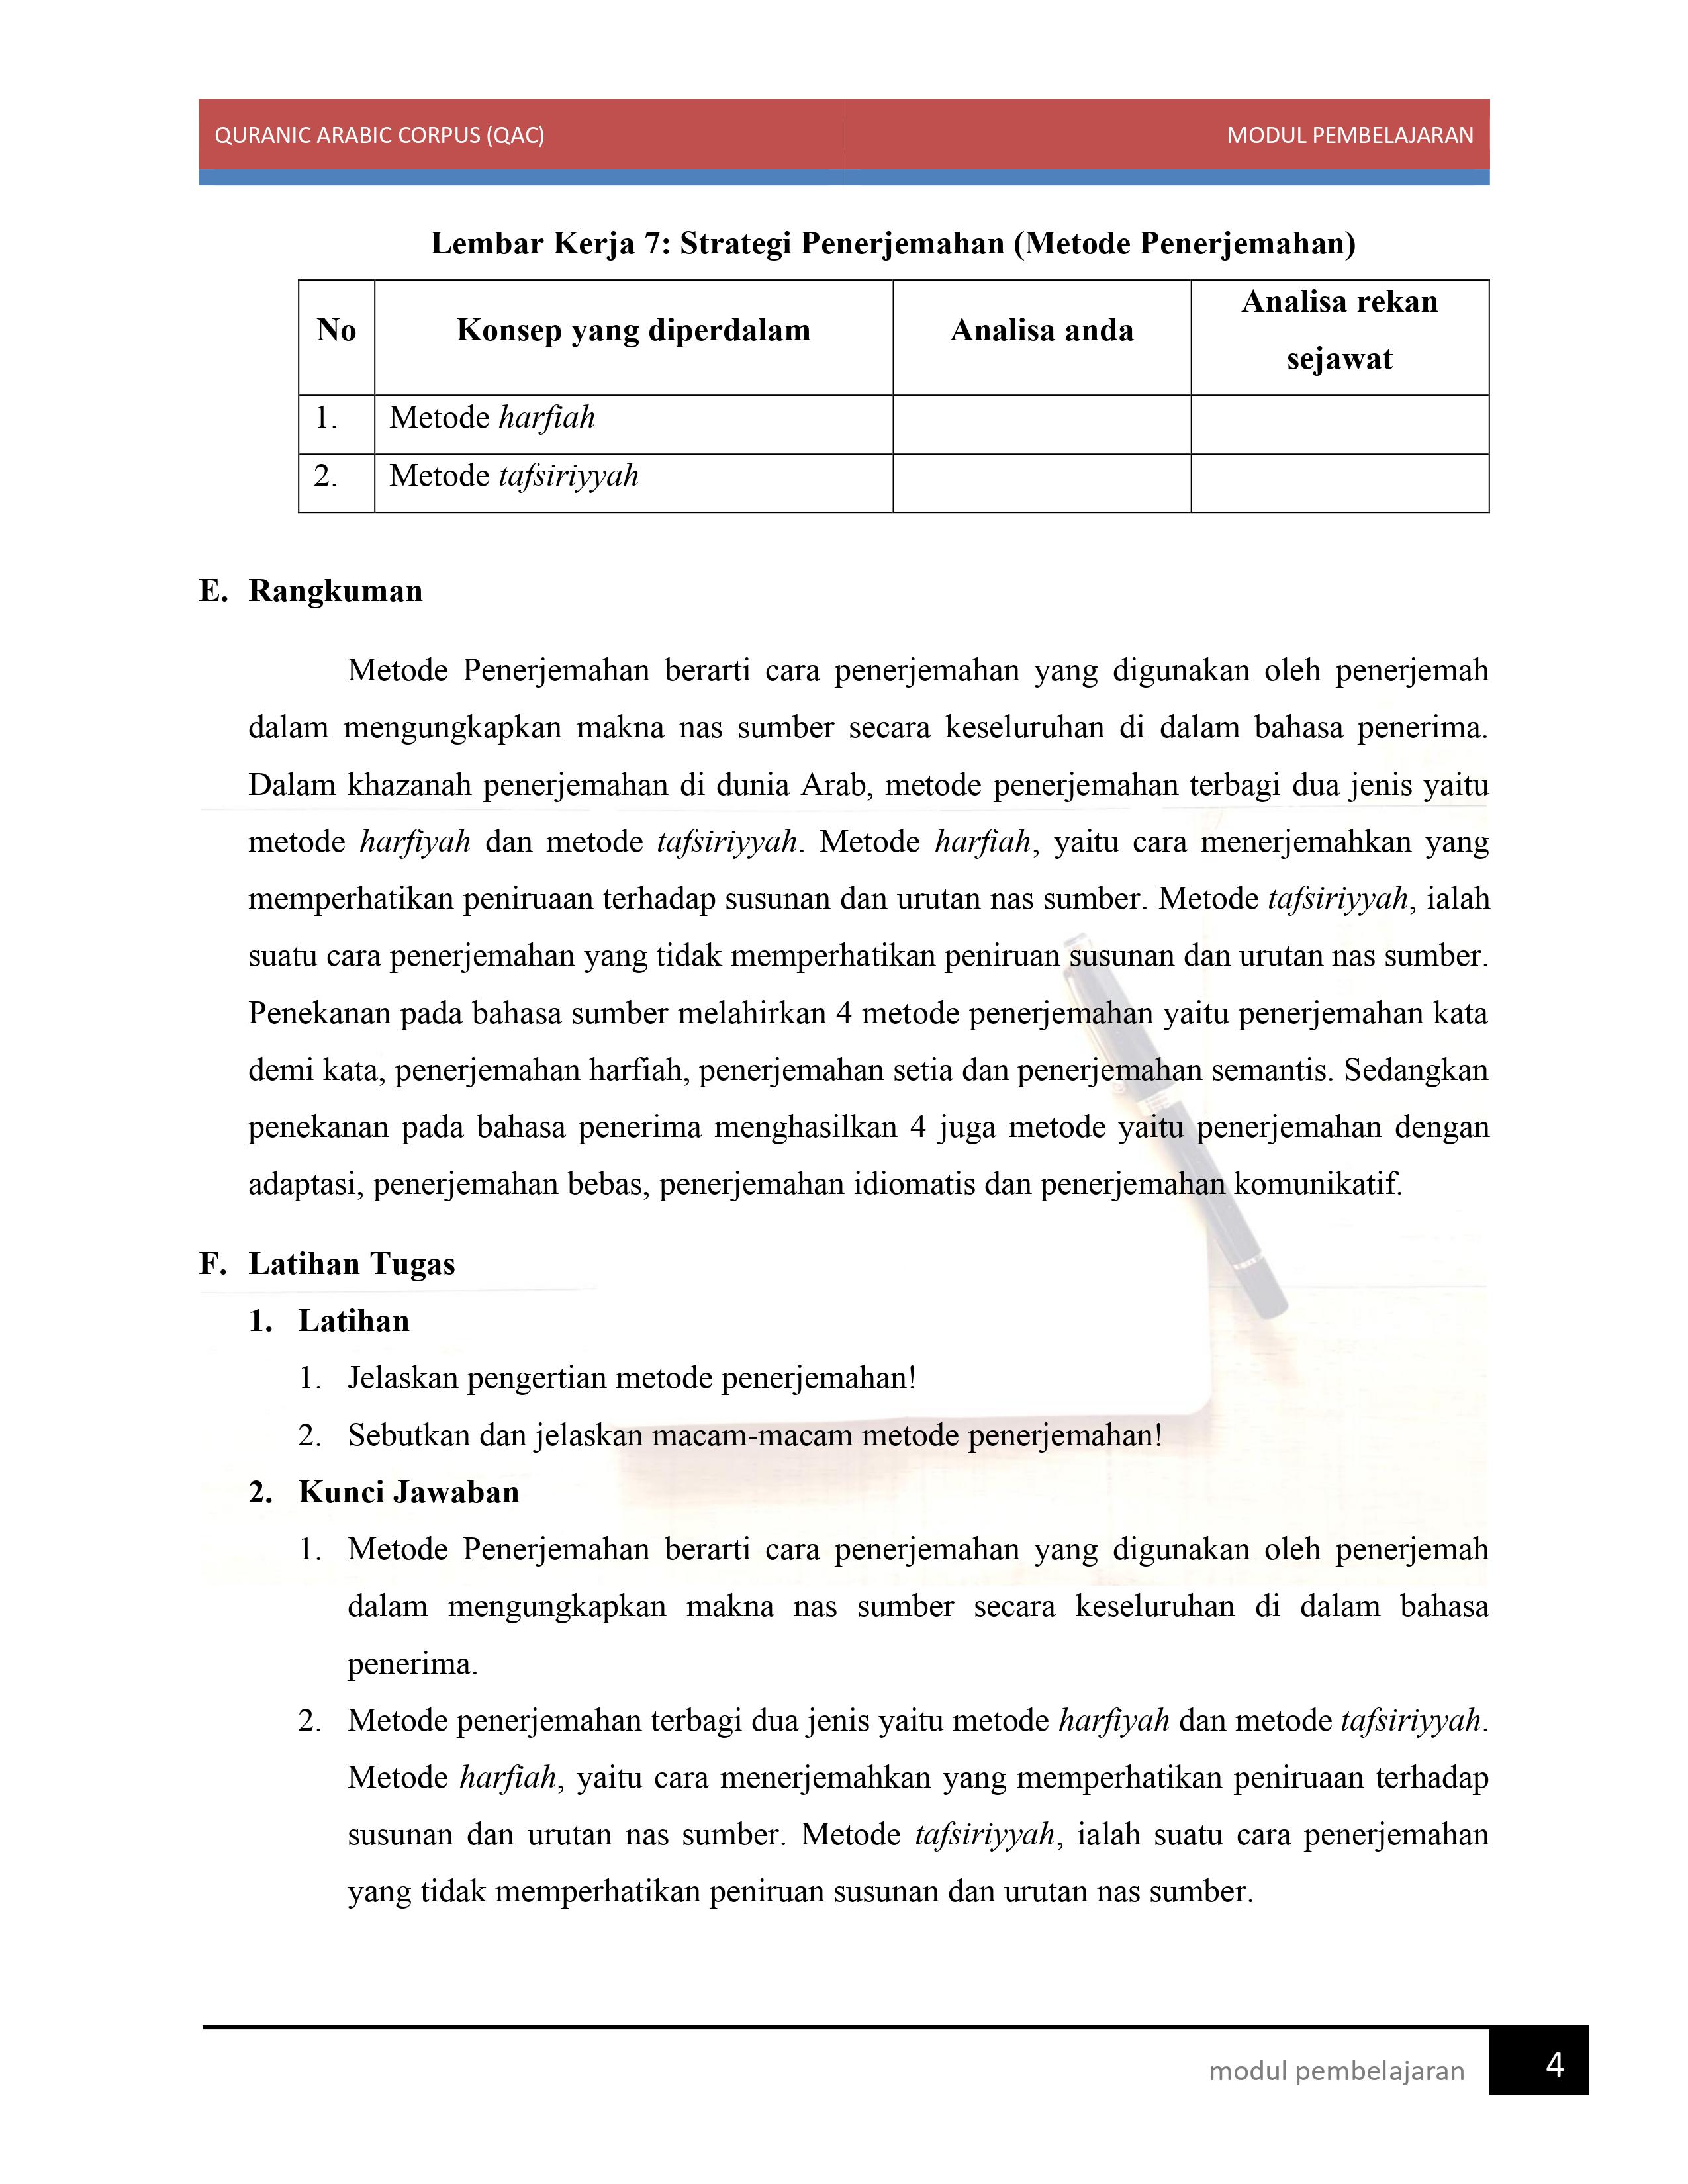 QURANIC ARABIC CORPUS (QAC) MODUL PEMBELAJARAN
Lembar Kerja 7: Strategi Penerjemahan (Metode Penerjemahan)
No Konsep yang diperdalam Analisa anda Analisa rekan sejawat
1. Metode harfiah
2. Metode tafsiriyyah
E. Rangkuman
Metode Penerjemahan berarti cara penerjemahan yang digunakan oleh penerjemah
dalam mengungkapkan makna nas sumber secara keseluruhan di dalam bahasa penerima.
Dalam khazanah penerjemahan di dunia Arab, metode penerjemahan terbagi dua jenis yaitu
metode harfiyah dan metode tafsiriyyah. Metode harfiah, yaitu cara menerjemahkan yang
memperhatikan peniruaan terhadap susunan dan urutan nas sumber. Metode tafsiriyyah, ialah
suatu cara penerjemahan yang tidak memperhatikan peniruan susunan dan urutan nas sumber.
Penekanan pada bahasa sumber melahirkan 4 metode penerjemahan yaitu penerjemahan kata
demi kata, penerjemahan harfiah, penerjemahan setia dan penerjemahan semantis. Sedangkan
penekanan pada bahasa penerima menghasilkan 4 juga metode yaitu penerjemahan dengan
adaptasi, penerjemahan bebas, penerjemahan idiomatis dan penerjemahan komunikatif.
F. Latihan Tugas
1. Latihan
1. Jelaskan pengertian metode penerjemahan!
2. Sebutkan dan jelaskan macam-macam metode penerjemahan!
2. Kunci Jawaban
1. Metode Penerjemahan berarti cara penerjemahan yang digunakan oleh penerjemah
dalam mengungkapkan makna nas sumber secara keseluruhan di dalam bahasa
penerima.
2. Metode penerjemahan terbagi dua jenis yaitu metode harfiyah dan metode tafsiriyyah.
Metode harfiah, yaitu cara menerjemahkan yang memperhatikan peniruaan terhadap
susunan dan urutan nas sumber. Metode tafsiriyyah, ialah suatu cara penerjemahan
yang tidak memperhatikan peniruan susunan dan urutan nas sumber.
modul pembelajaran 4